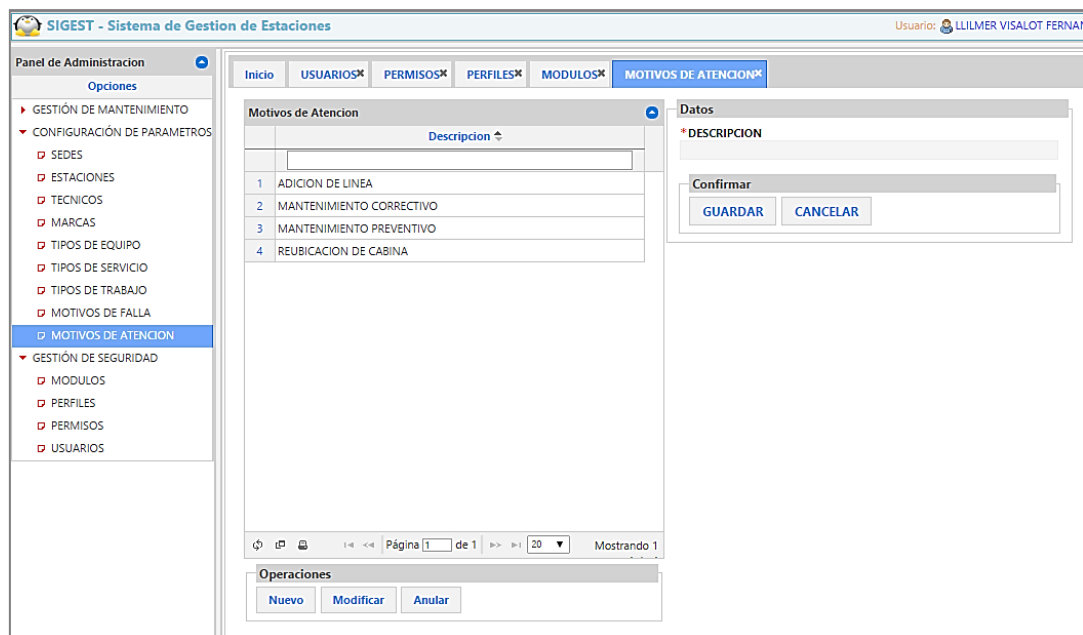 SIGEST - Sistema de Gestion de Estaciones
Usuario: LLILMER VISALOT FERNAN
Panel de Administracion
Opciones
GESTIÓN DE MANTENIMIENTO
CONFIGURACIÓN DE PARAMETROS
SEDES
ESTACIONES
TECNICOS
MARCAS
TIPOS DE EQUIPO
TIPOS DE SERVICIO
TIPOS DE TRABAJO
MOTIVOS DE FALLA
MOTIVOS DE ATENCION
GESTIÓN DE SEGURIDAD
MODULOS
PERFILES
PERMISOS
USUARIOS
Inicio USUARIOS PERMISOS PERFILES MODULOS MOTIVOS DE ATENCION
Motivos de Atencion
Descripcion
1 ADICION DE LINEA
2 MANTENIMIENTO CORRECTIVO
3 MANTENIMIENTO PREVENTIVO
4 REUBICACION DE CABINA
Página 1 de 1 20 Mostrando 1
Operaciones
Nuevo Modificar Anular
Datos
*DESCRIPCION
Confirmar
GUARDAR CANCELAR